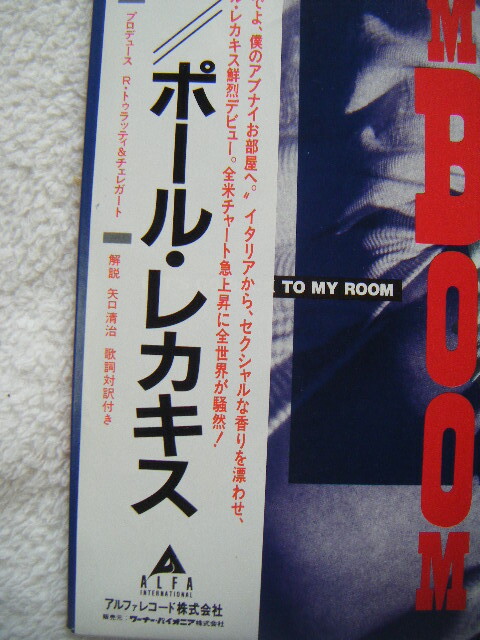 でよ、僕のアブナイお部屋へ。〟イタリアから、セクシャルな香りを漂わせ、
ル・レカキス鮮烈デビュー。全米チャート急上昇に全世界が騒然!
//ポール・レカキス
プロデュース R・トゥラッティ&チェレガート
解説 矢口清治 歌詞対訳付き
ALFA
INTERNATIONAL
アルファレコード株式会社
販売元:ワーナー・パイオニア株式会社
M
BOOM
TO MY ROOM